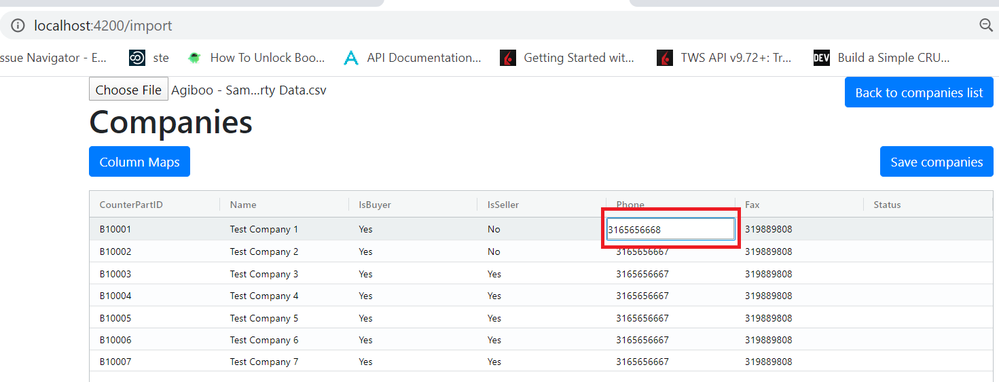 localhost:4200/import
ssue Navigator - E... ste How To Unlock Boo... API Documentation... Getting Started wit... TWS API v9.72+: Tr... DEV Build a Simple CRU...
Choose File Agiboo - Sam...rty Data.csv Back to companies list
Companies
Column Maps Save companies
CounterPartID Name IsBuyer IsSeller Phone Fax Status
B10001 Test Company 1 Yes No 3165656668 319889808
B10002 Test Company 2 Yes No 3165656667 319889808
B10003 Test Company 3 Yes Yes 3165656667 319889808
B10004 Test Company 4 Yes Yes 3165656667 319889808
B10005 Test Company 5 Yes Yes 3165656667 319889808
B10006 Test Company 6 Yes Yes 3165656667 319889808
B10007 Test Company 7 Yes Yes 3165656667 319889808